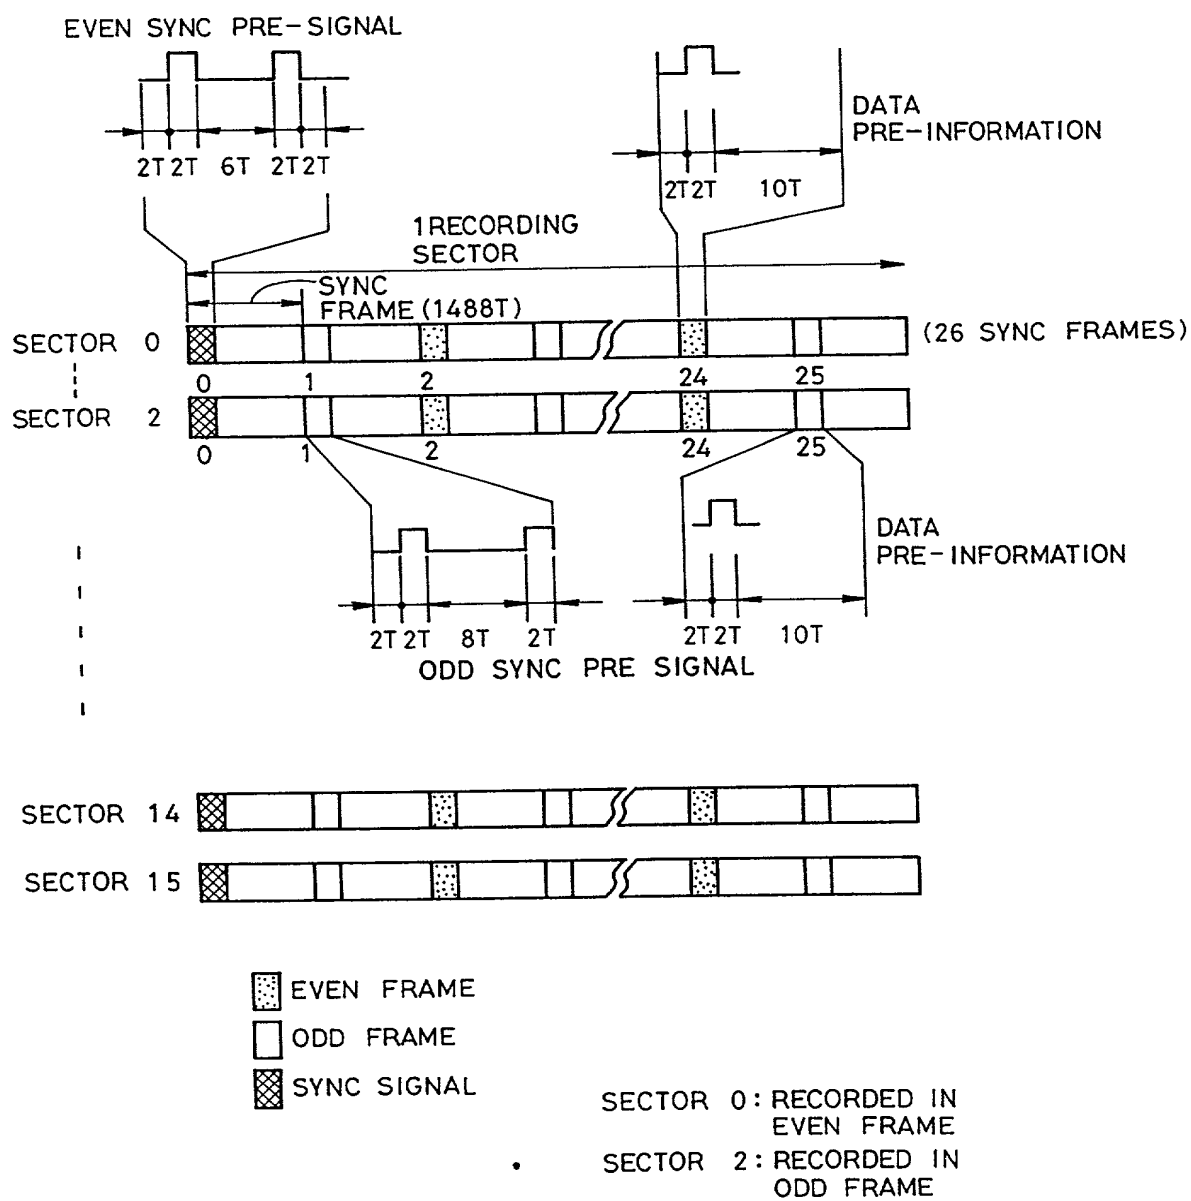 EVEN SYNC PRE-SIGNAL
2T 2T 6T 2T 2T
DATA
PRE-INFORMATION
2T 2T 10T
1 RECORDING
SECTOR
SYNC
FRAME (1488T)
SECTOR 0
(26 SYNC FRAMES)
0 1 2 24 25
SECTOR 2
0 1 2 24 25
DATA
PRE-INFORMATION
2T 2T 8T 2T
2T 2T 10T
ODD SYNC PRE SIGNAL
SECTOR 14
SECTOR 15
EVEN FRAME
ODD FRAME
SYNC SIGNAL
SECTOR 0: RECORDED IN
EVEN FRAME
SECTOR 2: RECORDED IN
ODD FRAME